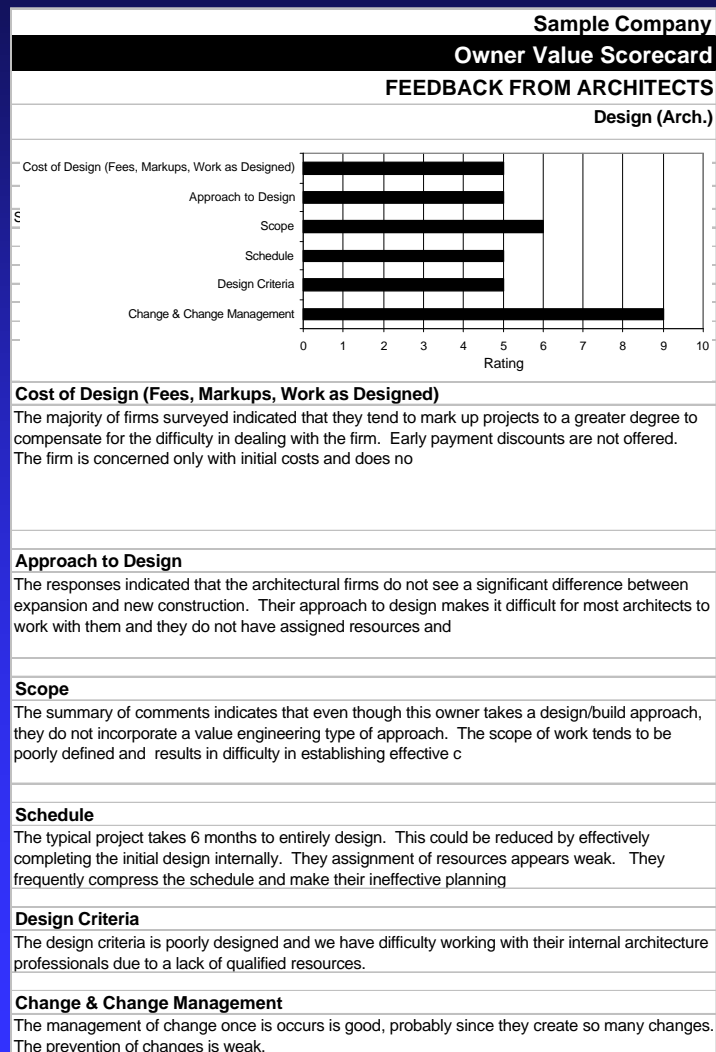 Sample Company
Owner Value Scorecard
FEEDBACK FROM ARCHITECTS
Design (Arch.)
Cost of Design (Fees, Markups, Work as Designed)
Approach to Design
S
Scope
Schedule
Design Criteria
Change & Change Management
0 1 2 3 4 5 6 7 8 9 10
Rating
Cost of Design (Fees, Markups, Work as Designed)
The majority of firms surveyed indicated that they tend to mark up projects to a greater degree to
compensate for the difficulty in dealing with the firm.  Early payment discounts are not offered.
The firm is concerned only with initial costs and does no
Approach to Design
The responses indicated that the architectural firms do not see a significant difference between
expansion and new construction.  Their approach to design makes it difficult for most architects to
work with them and they do not have assigned resources and
Scope
The summary of comments indicates that even though this owner takes a design/build approach,
they do not incorporate a value engineering type of approach.  The scope of work tends to be
poorly defined and  results in difficulty in establishing effective c
Schedule
The typical project takes 6 months to entirely design.  This could be reduced by effectively
completing the initial design internally.  They assignment of resources appears weak.   They
frequently compress the schedule and make their ineffective planning
Design Criteria
The design criteria is poorly designed and we have difficulty working with their internal architecture
professionals due to a lack of qualified resources.
Change & Change Management
The management of change once is occurs is good, probably since they create so many changes.
The prevention of changes is weak.